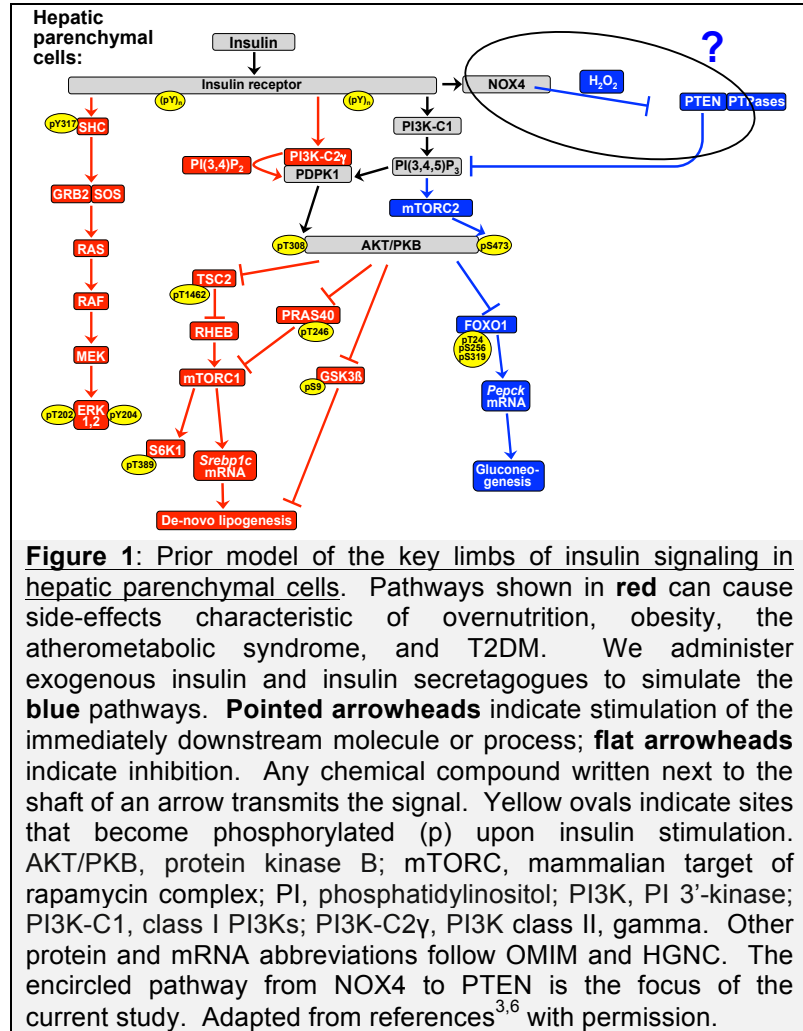 Hepatic
parenchymal
cells:
Insulin
?
Insulin receptor
NOX4
H2O2
(pY)n
(pY)n
PTEN PTPases
pY317 SHC
PI3K-C1
PI(3,4)P2
PI3K-C2γ
PDPK1
PI(3,4,5)P3
GRB2 SOS
mTORC2
RAS
pT308
AKT/PKB
pS473
TSC2
pT1462
RAF
PRAS40
pT246
RHEB
FOXO1
pT24
pS256
pS319
MEK
mTORC1
GSK3ß
pS9
Pepck
mRNA
pT202
ERK
1,2
pY204
S6K1
pT389
Srebp1c
mRNA
Gluconeo-
genesis
De-novo lipogenesis
Figure 1: Prior model of the key limbs of insulin signaling in
hepatic parenchymal cells. Pathways shown in red can cause
side-effects characteristic of overnutrition, obesity, the
atherometabolic syndrome, and T2DM. We administer
exogenous insulin and insulin secretagogues to simulate the
blue pathways. Pointed arrowheads indicate stimulation of the
immediately downstream molecule or process; flat arrowheads
indicate inhibition. Any chemical compound written next to the
shaft of an arrow transmits the signal. Yellow ovals indicate sites
that become phosphorylated (p) upon insulin stimulation.
AKT/PKB, protein kinase B; mTORC, mammalian target of
rapamycin complex; PI, phosphatidylinositol; PI3K, PI 3’-kinase;
PI3K-C1, class I PI3Ks; PI3K-C2γ, PI3K class II, gamma. Other
protein and mRNA abbreviations follow OMIM and HGNC. The
encircled pathway from NOX4 to PTEN is the focus of the
current study. Adapted from references3,6 with permission.